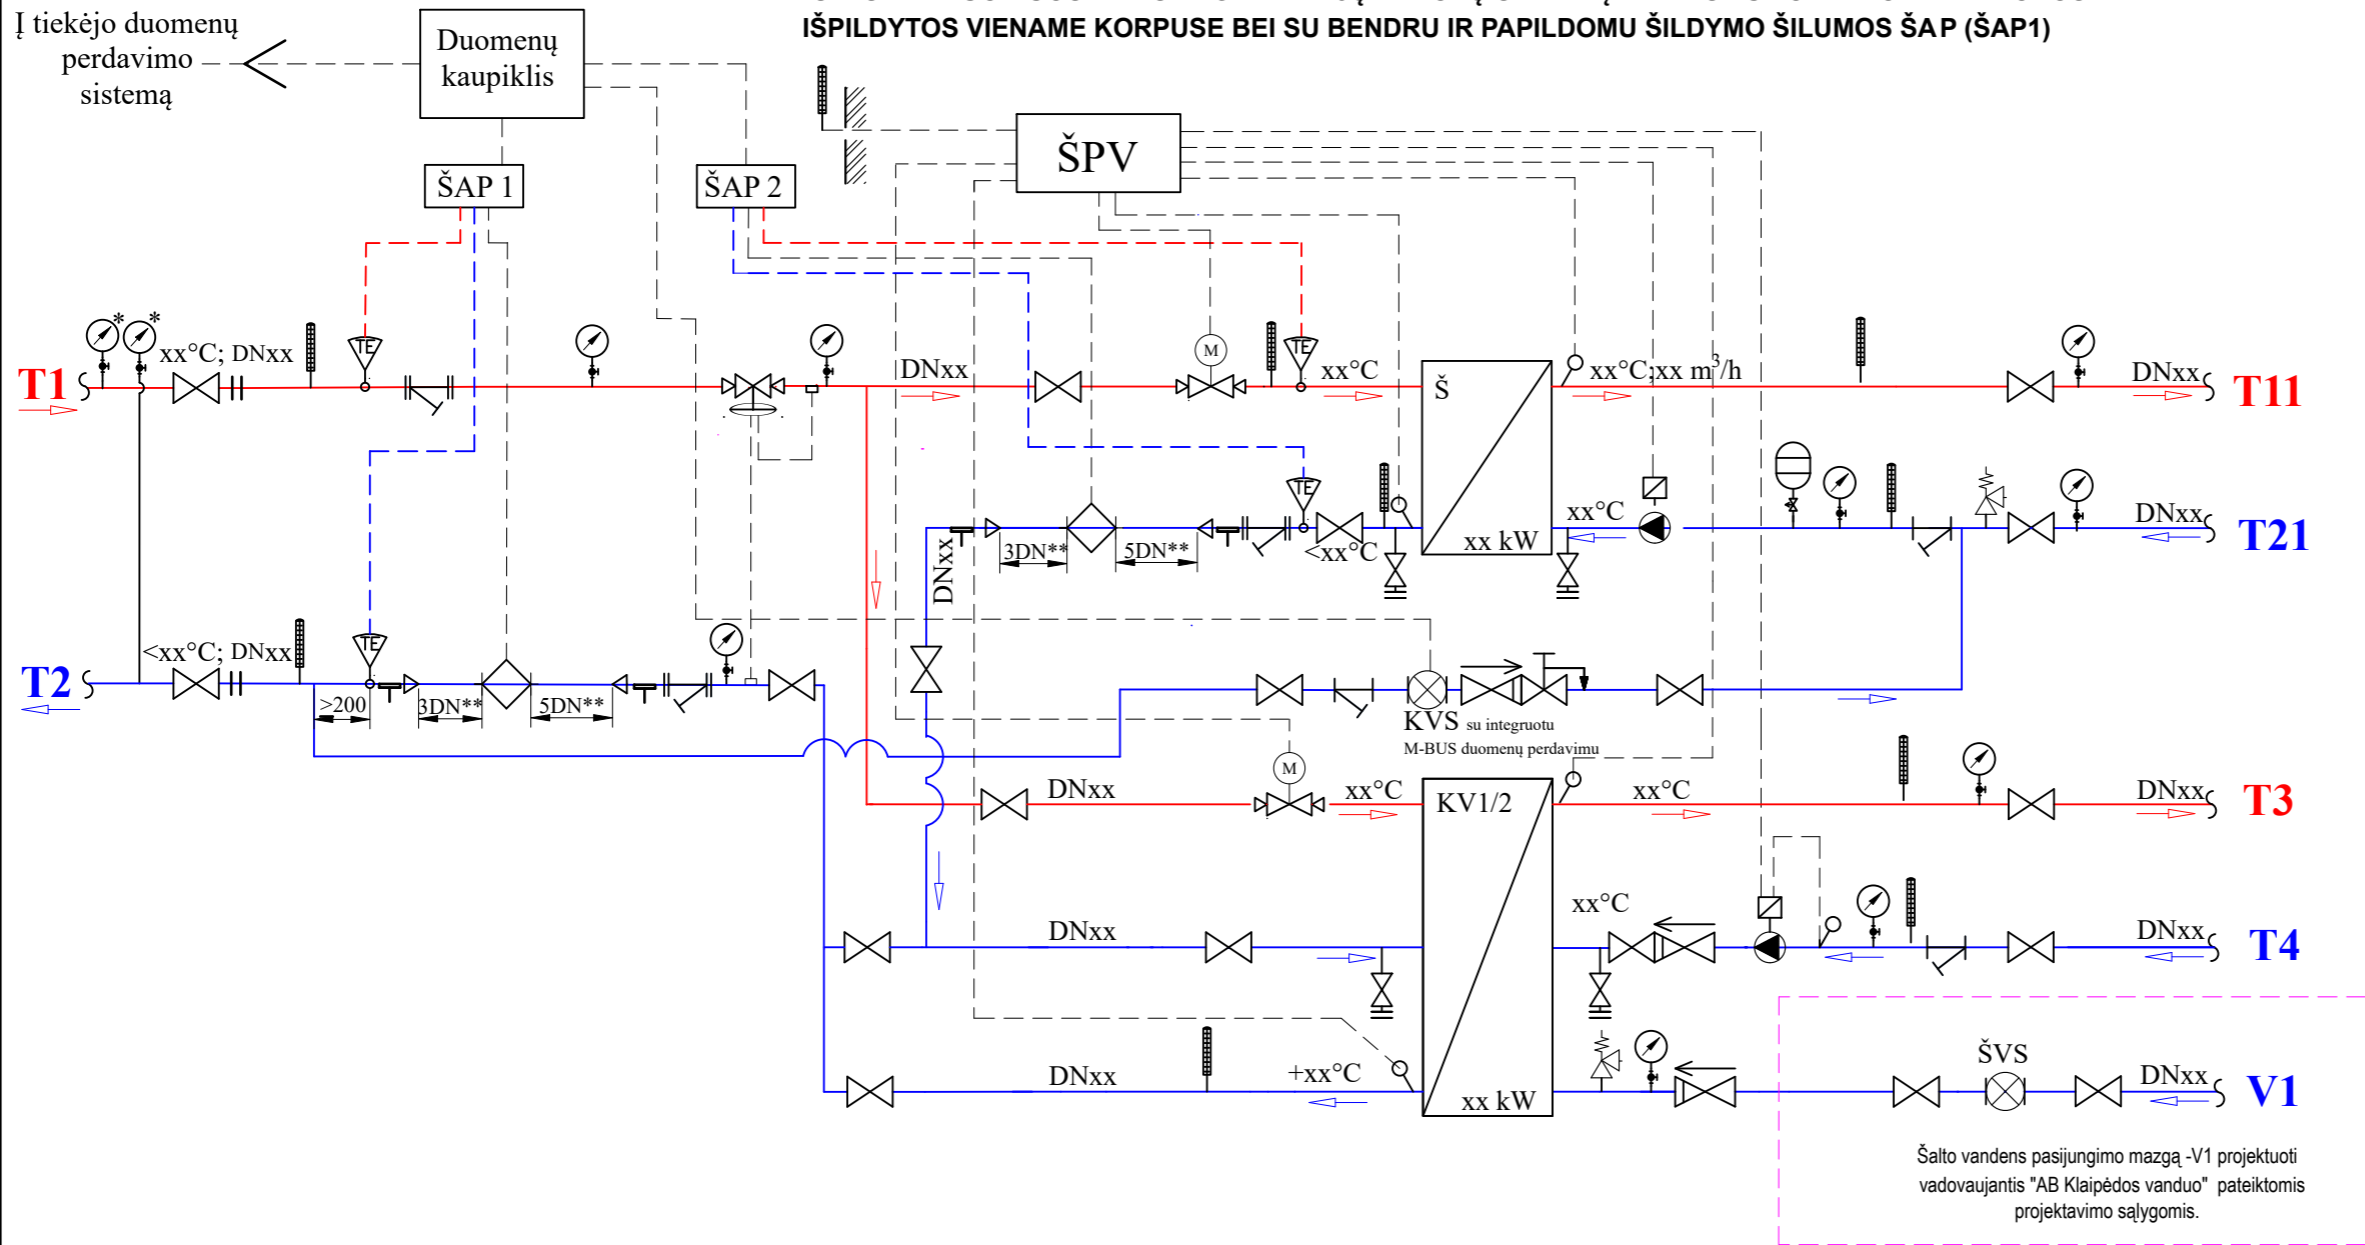 IŠPILDYTOS VIENAME KORPUSE BEI SU BENDRU IR PAPILDOMU ŠILDYMO ŠILUMOS ŠAP (ŠAP1)
Į tiekėjo duomenų
perdavimo
sistemą
Duomenų
kaupiklis
ŠPV
ŠAP 1
ŠAP 2
* *
xx°C; DNxx
TE
T1
DNxx
M
TE
xx°C
Š
xx°C;xx m³/h
DNxx
T11
TE
DNxx
3DN**
5DN**
<xx°C
xx kW
xx°C
DNxx
T21
<xx°C; DNxx
TE
T2
>200
3DN**
5DN**
KVS su integruotu
M-BUS duomenų perdavimu
M
DNxx
xx°C
KV1/2
xx°C
DNxx
T3
DNxx
xx°C
DNxx
T4
DNxx
+xx°C
xx kW
ŠVS
DNxx
V1
Šalto vandens pasijungimo mazgą -V1 projektuoti
vadovaujantis "AB Klaipėdos vanduo" pateiktomis
projektavimo sąlygomis.